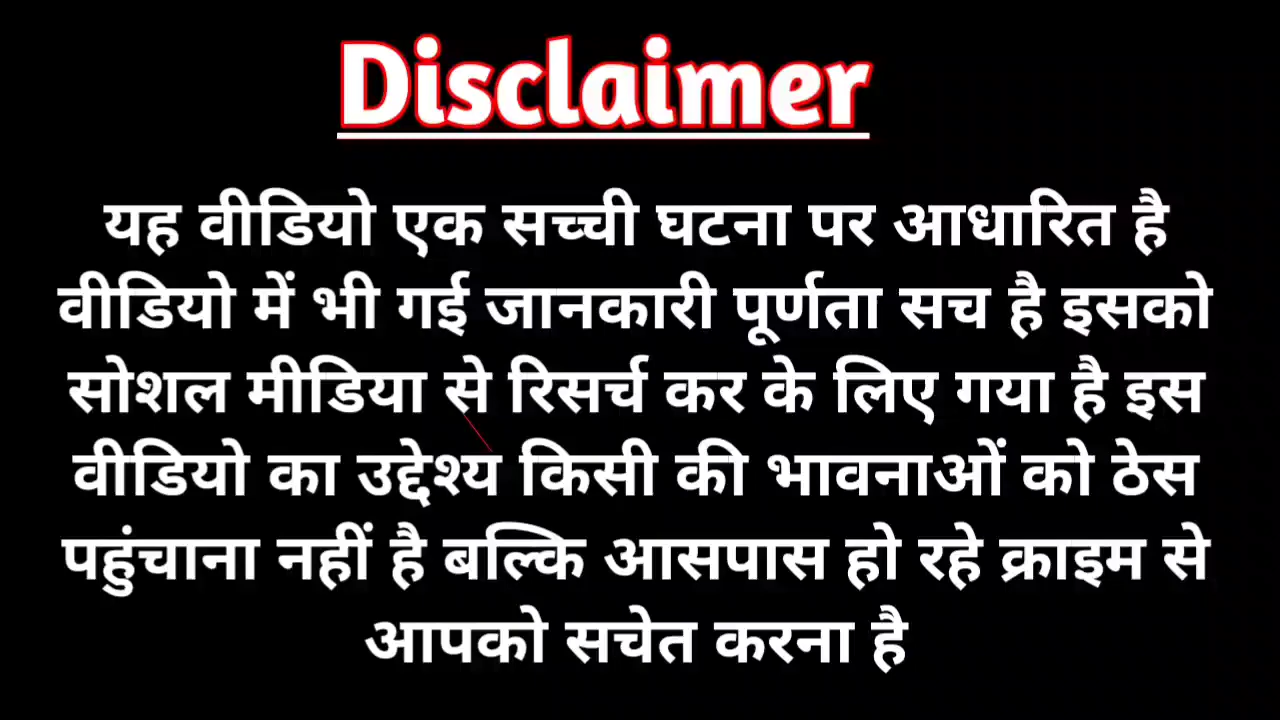 Disclaimer
यह वीडियो एक सच्ची घटना पर आधारित है
वीडियो में भी गई जानकारी पूर्णता सच है इसको
सोशल मीडिया से रिसर्च कर के लिए गया है इस
वीडियो का उद्देश्य किसी की भावनाओं को ठेस
पहुंचाना नहीं है बल्कि आसपास हो रहे क्राइम से
आपको सचेत करना है